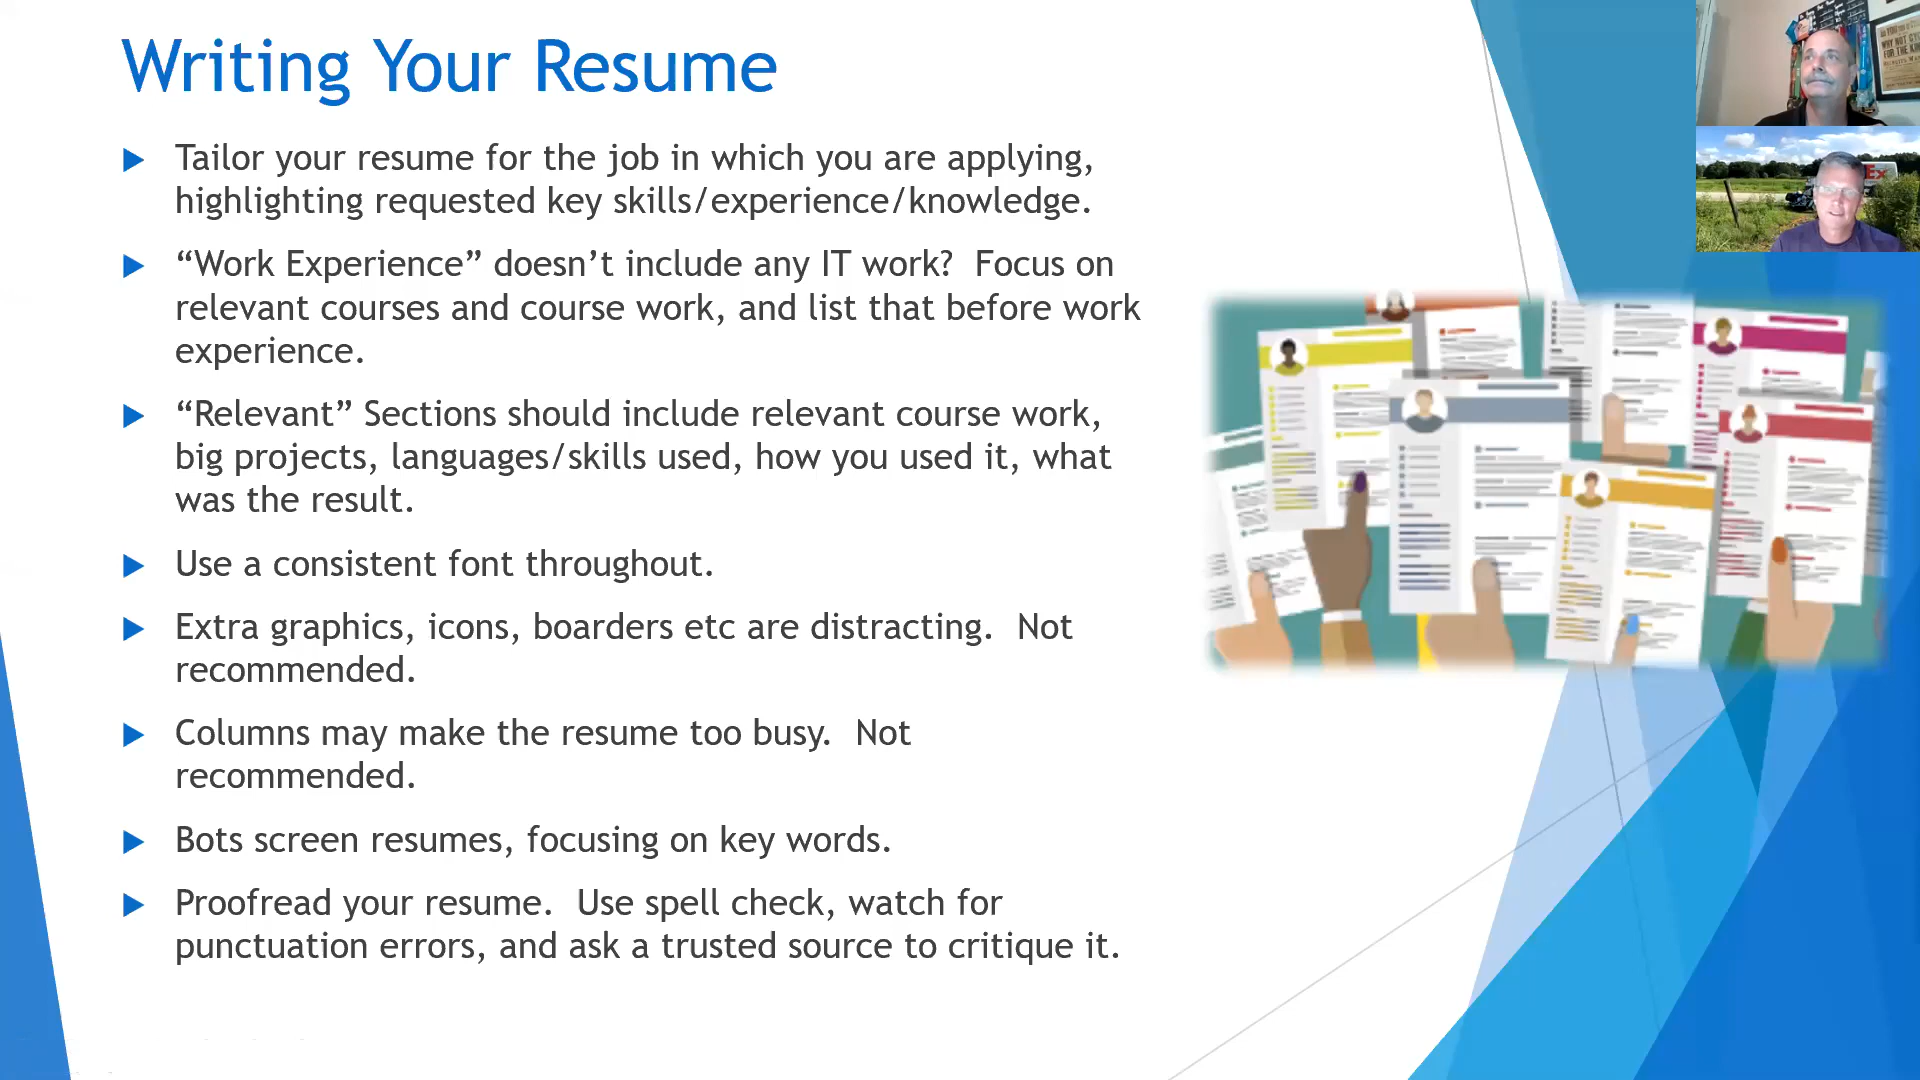 Writing Your Resume
Tailor your resume for the job in which you are applying,
highlighting requested key skills/experience/knowledge.
“Work Experience” doesn’t include any IT work?  Focus on
relevant courses and course work, and list that before work
experience.
“Relevant” Sections should include relevant course work,
big projects, languages/skills used, how you used it, what
was the result.
Use a consistent font throughout.
Extra graphics, icons, boarders etc are distracting.  Not
recommended.
Columns may make the resume too busy.  Not
recommended.
Bots screen resumes, focusing on key words.
Proofread your resume.  Use spell check, watch for
punctuation errors, and ask a trusted source to critique it.
WHY NOT
FOR THE
Ex